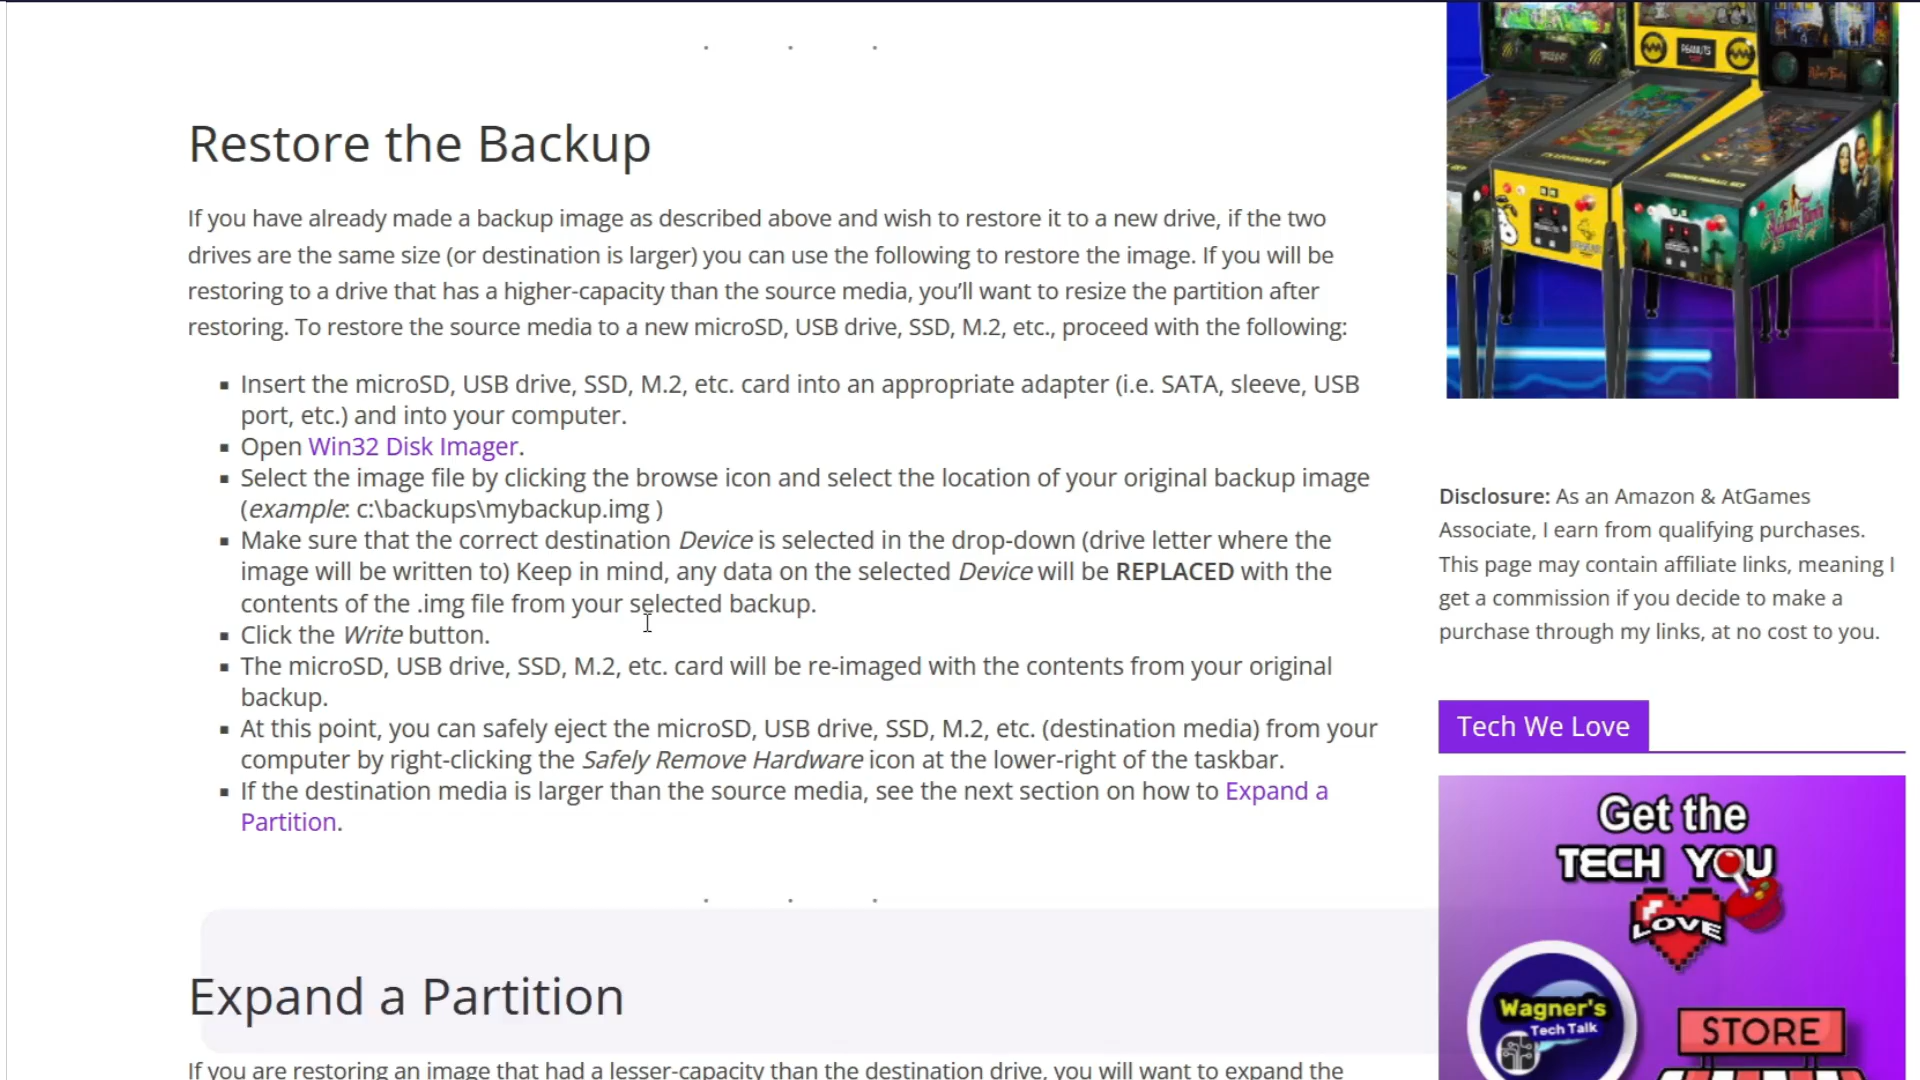 Restore the Backup
If you have already made a backup image as described above and wish to restore it to a new drive, if the two
drives are the same size (or destination is larger) you can use the following to restore the image. If you will be
restoring to a drive that has a higher-capacity than the source media, you’ll want to resize the partition after
restoring. To restore the source media to a new microSD, USB drive, SSD, M.2, etc., proceed with the following:
▪ Insert the microSD, USB drive, SSD, M.2, etc. card into an appropriate adapter (i.e. SATA, sleeve, USB
port, etc.) and into your computer.
▪ Open Win32 Disk Imager.
▪ Select the image file by clicking the browse icon and select the location of your original backup image
(example: c:\backups\mybackup.img )
▪ Make sure that the correct destination Device is selected in the drop-down (drive letter where the
image will be written to) Keep in mind, any data on the selected Device will be REPLACED with the
contents of the .img file from your selected backup.
▪ Click the Write button.
▪ The microSD, USB drive, SSD, M.2, etc. card will be re-imaged with the contents from your original
backup.
▪ At this point, you can safely eject the microSD, USB drive, SSD, M.2, etc. (destination media) from your
computer by right-clicking the Safely Remove Hardware icon at the lower-right of the taskbar.
▪ If the destination media is larger than the source media, see the next section on how to Expand a
Partition.
Expand a Partition
If you are restoring an image that had a lesser-capacity than the destination drive, you will want to expand the
PEANUTS
Disclosure: As an Amazon & AtGames
Associate, I earn from qualifying purchases.
This page may contain affiliate links, meaning I
get a commission if you decide to make a
purchase through my links, at no cost to you.
Tech We Love
Get the
TECH YOU
LOVE
Wagner's
Tech Talk
STORE